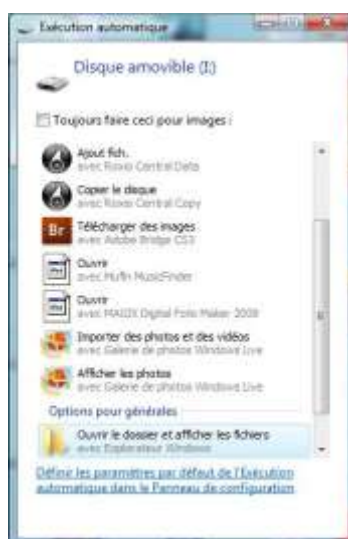 Exécution automatique
Disque amovible (I:)
Toujours faire ceci pour images :
Ajout fich.
avec Roxio Central Data
Copier le disque
avec Roxio Central Copy
Br Télécharger des images
avec Adobe Bridge CS3
Ouvrir
avec Mufin MusicFinder
Ouvrir
avec MAGIX Digital Foto Maker 2008
Importer des photos et des vidéos
avec Galerie de photos Windows Live
Afficher les photos
avec Galerie de photos Windows Live
Options pour générales
Ouvrir le dossier et afficher les fichiers
avec Explorateur Windows
Définir les paramètres par défaut de l'Exécution
automatique dans le Panneau de configuration